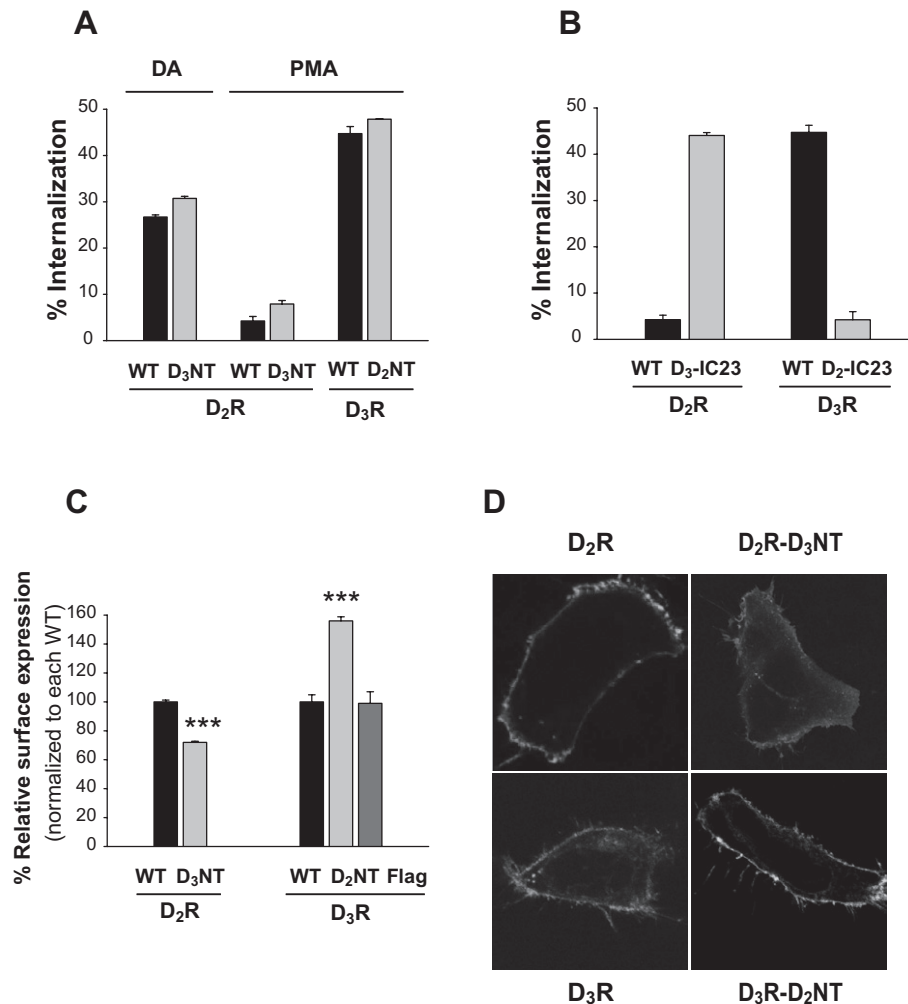 A
DA PMA
% Internalization
50
40
30
20
10
0
WT D₃NT WT D₃NT WT D₂NT
D₂R D₃R
B
% Internalization
50
40
30
20
10
0
WT D₃-IC23 WT D₂-IC23
D₂R D₃R
C
% Relative surface expression
(normalized to each WT)
160
140
120
100
80
60
40
20
0
***
***
WT D₃NT WT D₂NT Flag
D₂R D₃R
D
D₂R D₂R-D₃NT
D₃R D₃R-D₂NT